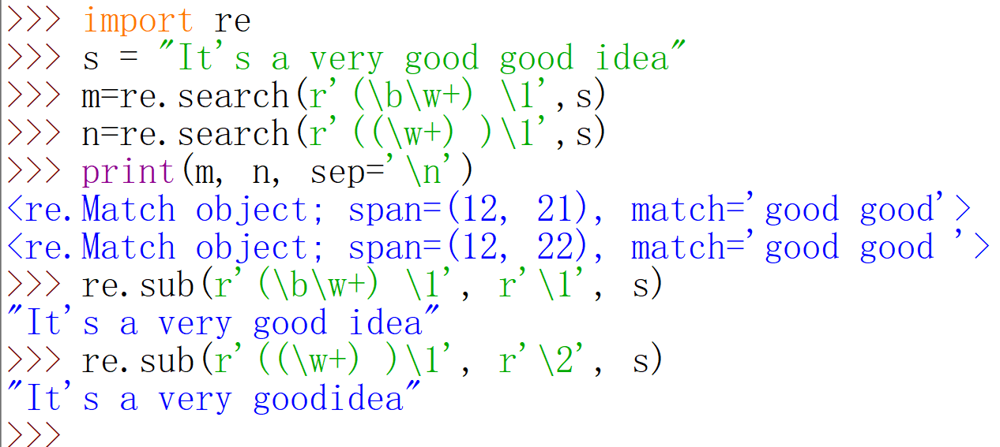 >>> import re
>>> s = "It's a very good good idea"
>>> m=re.search(r'(\b\w+) \1',s)
>>> n=re.search(r'((\w+) )\1',s)
>>> print(m, n, sep='\n')
<re.Match object; span=(12, 21), match='good good'>
<re.Match object; span=(12, 22), match='good good '>
>>> re.sub(r'(\b\w+) \1', r'\1', s)
"It's a very good idea"
>>> re.sub(r'((\w+) )\1', r'\2', s)
"It's a very goodidea"
>>>